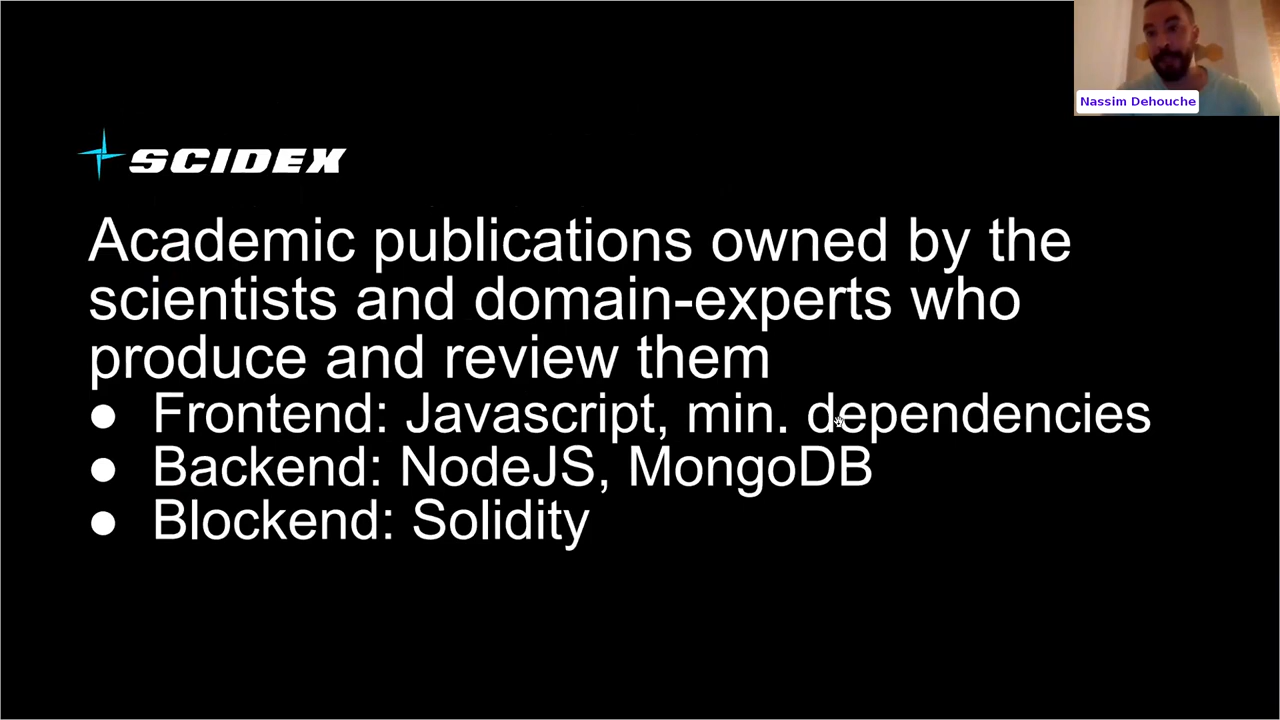 Nassim Dehouche
SCIDEX
Academic publications owned by the
scientists and domain-experts who
produce and review them
● Frontend: Javascript, min. dependencies
● Backend: NodeJS, MongoDB
● Blockend: Solidity